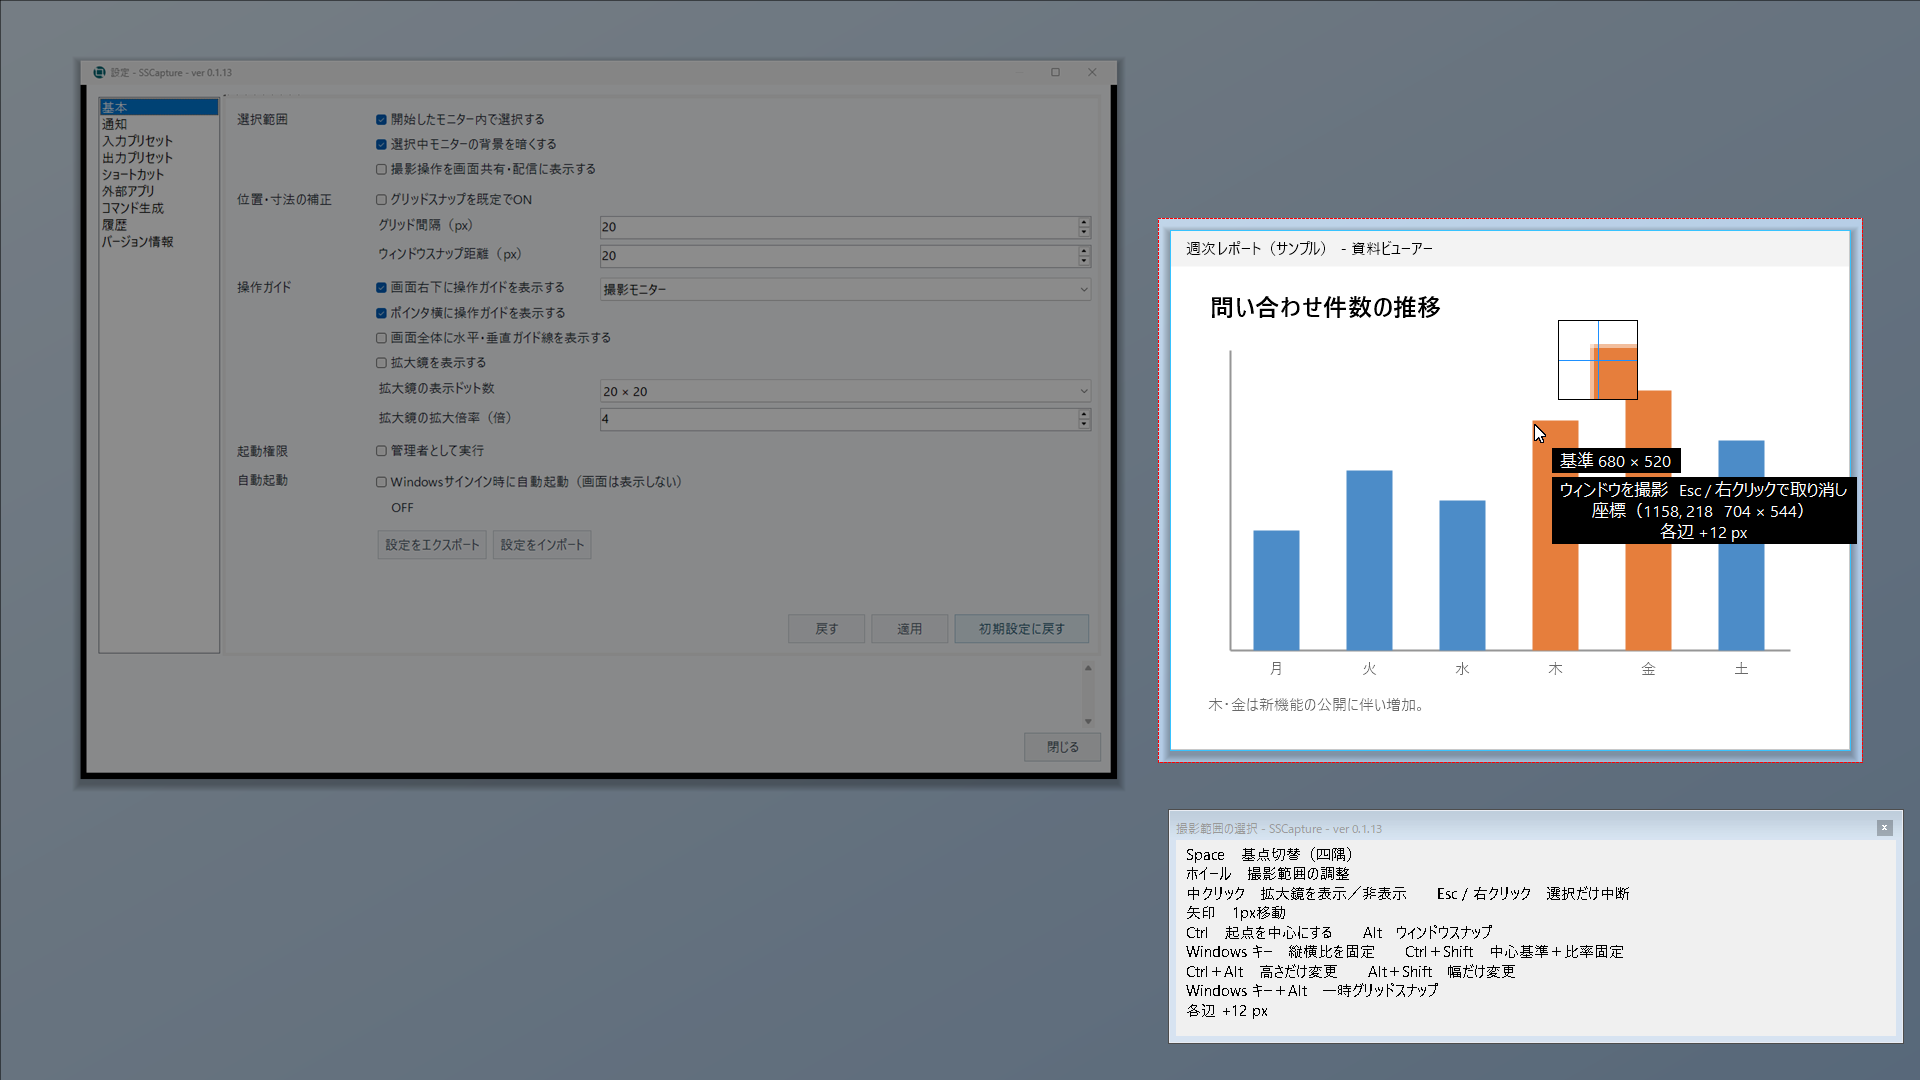 設定 - SSCapture - ver 0.1.13
基本
通知
入力プリセット
出力プリセット
ショートカット
外部アプリ
コマンド生成
履歴
バージョン情報
選択範囲
開始したモニター内で選択する
選択中モニターの背景を暗くする
撮影操作を画面共有・配信に表示する
位置・寸法の補正
グリッドスナップを既定でON
グリッド間隔（px）
20
ウィンドウスナップ距離（px）
20
操作ガイド
画面右下に操作ガイドを表示する
撮影モニター
ポインタ横に操作ガイドを表示する
画面全体に水平・垂直ガイド線を表示する
拡大鏡を表示する
拡大鏡の表示ドット数
20 × 20
拡大鏡の拡大倍率（倍）
4
起動権限
管理者として実行
自動起動
Windowsサインイン時に自動起動（画面は表示しない）
OFF
設定をエクスポート
設定をインポート
戻す
適用
初期設定に戻す
閉じる
週次レポート（サンプル） - 資料ビューアー
問い合わせ件数の推移
基準 680 × 520
ウィンドウを撮影 Esc / 右クリックで取り消し
座標（1158, 218 704 × 544）
各辺 +12 px
月 火 水 木 金 土
木・金は新機能の公開に伴い増加。
撮影範囲の選択 - SSCapture - ver 0.1.13
Space 基点切替（四隅）
ホイール 撮影範囲の調整
中クリック 拡大鏡を表示／非表示 Esc / 右クリック 選択だけ中断
矢印 1px移動
Ctrl 起点を中心にする Alt ウィンドウスナップ
Windows キー 縦横比を固定 Ctrl＋Shift 中心基準＋比率固定
Ctrl＋Alt 高さだけ変更 Alt＋Shift 幅だけ変更
Windows キー＋Alt 一時グリッドスナップ
各辺 +12 px